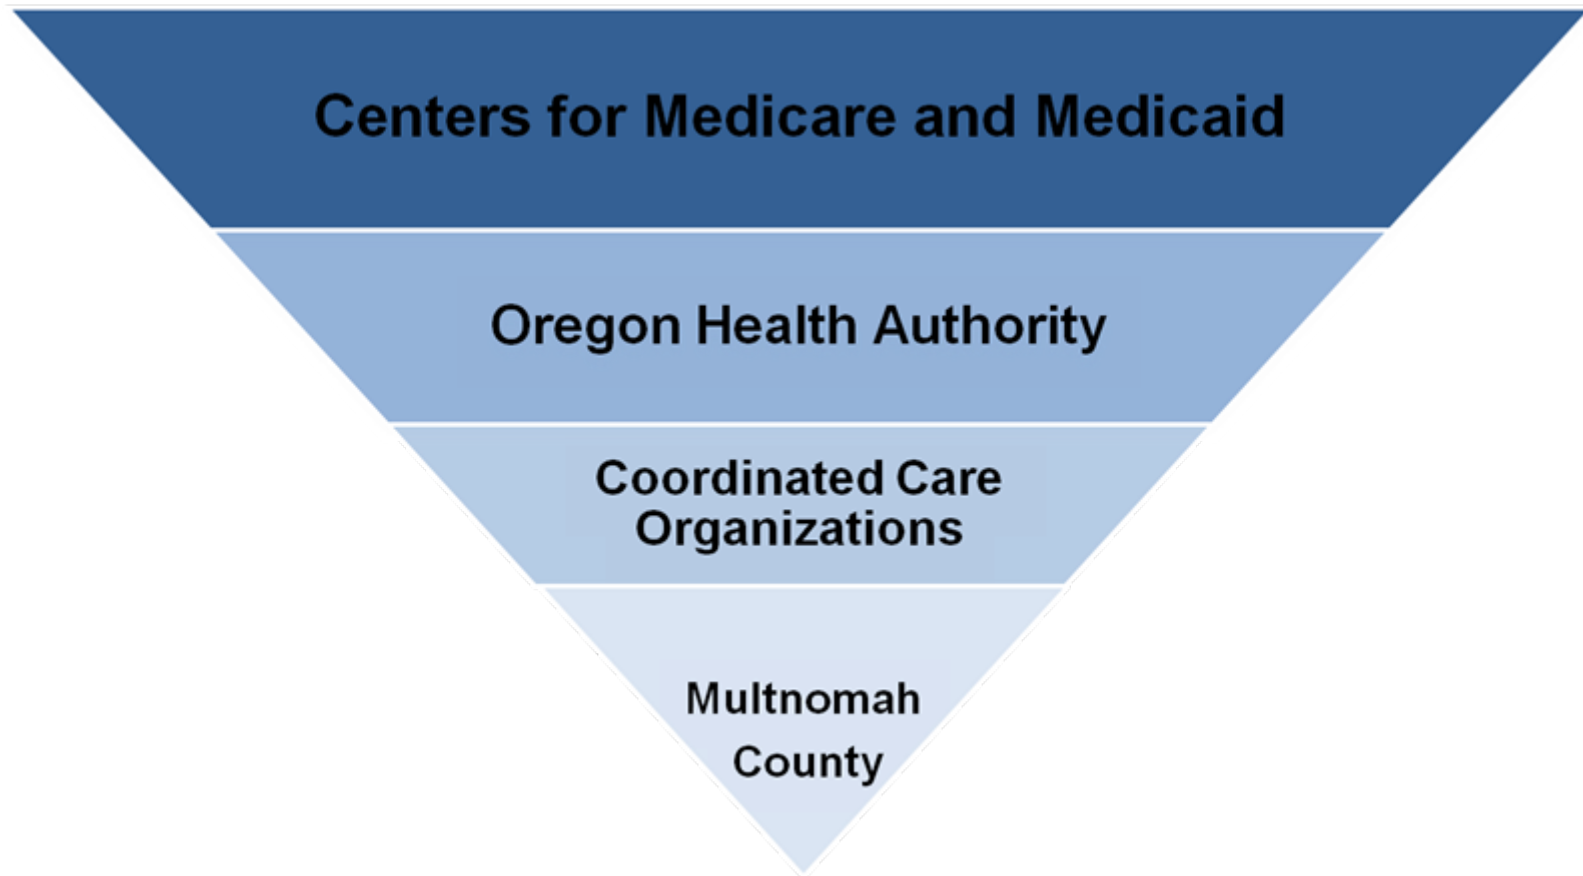 Centers for Medicare and Medicaid
Oregon Health Authority
Coordinated Care
Organizations
Multnomah
County